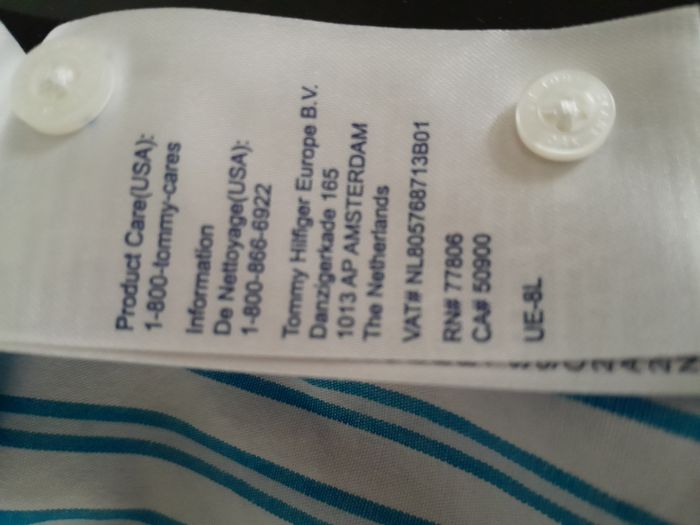 Product Care(USA):
1-800-tommy-cares
Information
De Nettoyage(USA):
1-800-866-6922
Tommy Hilfiger Europe B.V.
Danzigerkade 165
1013 AP AMSTERDAM
The Netherlands
VAT# NL805768713B01
RN# 77806
CA# 50900
UE-8L